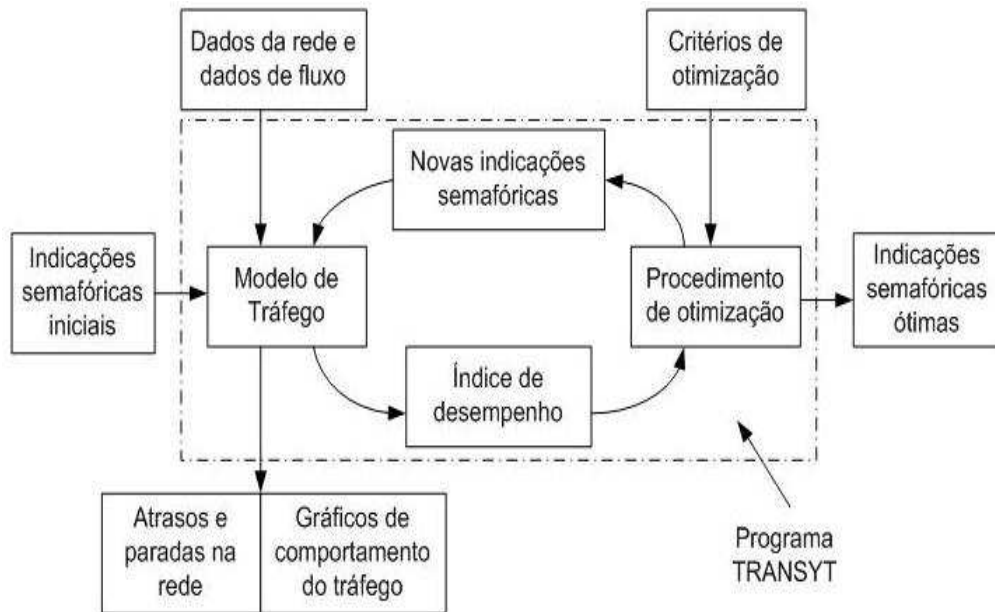 Dados da rede e
dados de fluxo
Critérios de
otimização
Novas indicações
semafóricas
Indicações
semafóricas
iniciais
Modelo de
Tráfego
Procedimento
de otimização
Indicações
semafóricas
ótimas
Índice de
desempenho
Atrasos e
paradas na
rede
Gráficos de
comportamento
do tráfego
Programa
TRANSYT